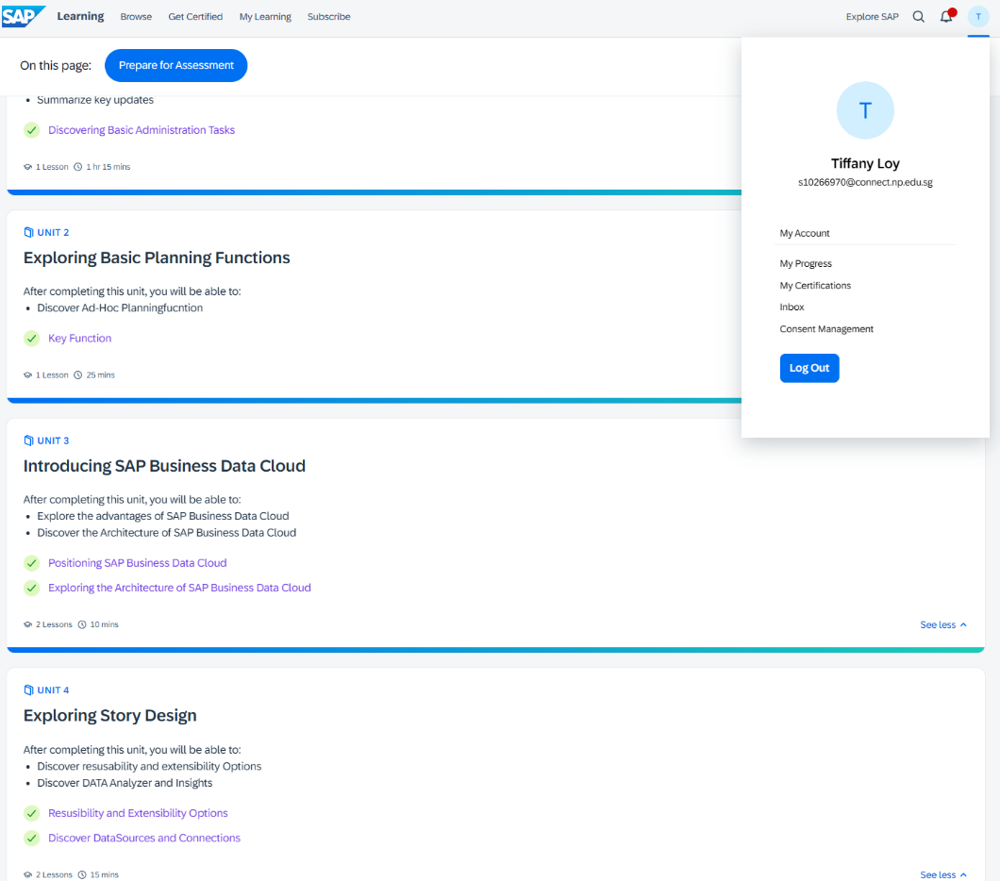 SAP Learning Browse Get Certified My Learning Subscribe Explore SAP T
On this page: Prepare for Assessment
T
Tiffany Loy
s10266970@connect.np.edu.sg
My Account
My Progress
My Certifications
Inbox
Consent Management
Log Out
• Summarize key updates
Discovering Basic Administration Tasks
1 Lesson 1 hr 15 mins
UNIT 2
Exploring Basic Planning Functions
After completing this unit, you will be able to:
• Discover Ad-Hoc Planningfucntion
Key Function
1 Lesson 25 mins
UNIT 3
Introducing SAP Business Data Cloud
After completing this unit, you will be able to:
• Explore the advantages of SAP Business Data Cloud
• Discover the Architecture of SAP Business Data Cloud
Positioning SAP Business Data Cloud
Exploring the Architecture of SAP Business Data Cloud
2 Lessons 10 mins See less
UNIT 4
Exploring Story Design
After completing this unit, you will be able to:
• Discover resusability and extensibility Options
• Discover DATA Analyzer and Insights
Resusibility and Extensibility Options
Discover DataSources and Connections
2 Lessons 15 mins See less